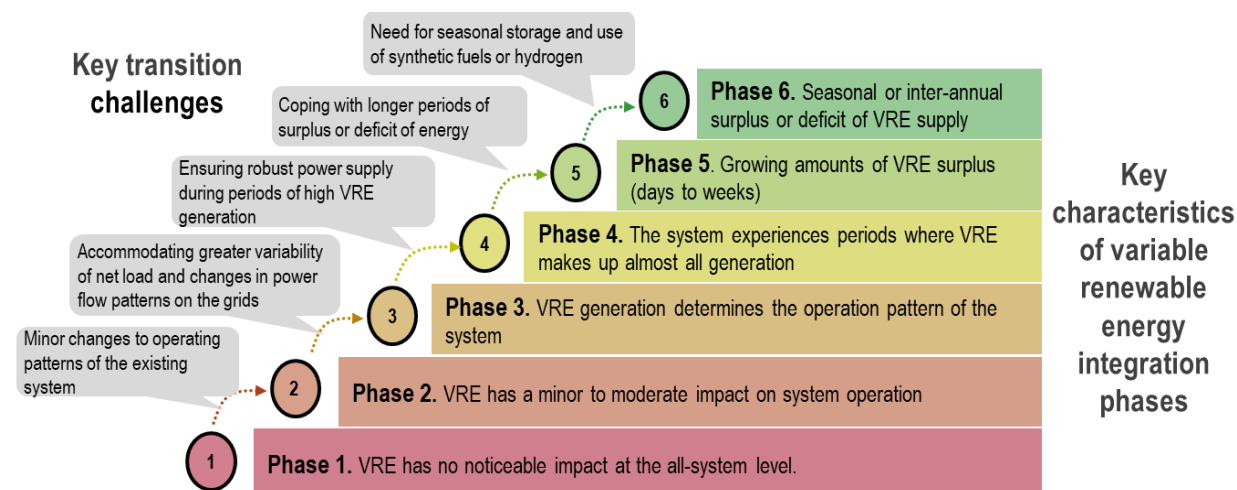 Key transition
challenges
Need for seasonal storage and use
of synthetic fuels or hydrogen
Coping with longer periods of
surplus or deficit of energy
Ensuring robust power supply
during periods of high VRE
generation
Accommodating greater variability
of net load and changes in power
flow patterns on the grids
Minor changes to operating
patterns of the existing
system
6
Phase 6. Seasonal or inter-annual
surplus or deficit of VRE supply
5
Phase 5. Growing amounts of VRE surplus
(days to weeks)
4
Phase 4. The system experiences periods where VRE
makes up almost all generation
3
Phase 3. VRE generation determines the operation pattern of the
system
2
Phase 2. VRE has a minor to moderate impact on system operation
1
Phase 1. VRE has no noticeable impact at the all-system level.
Key
characteristics
of variable
renewable
energy
integration
phases